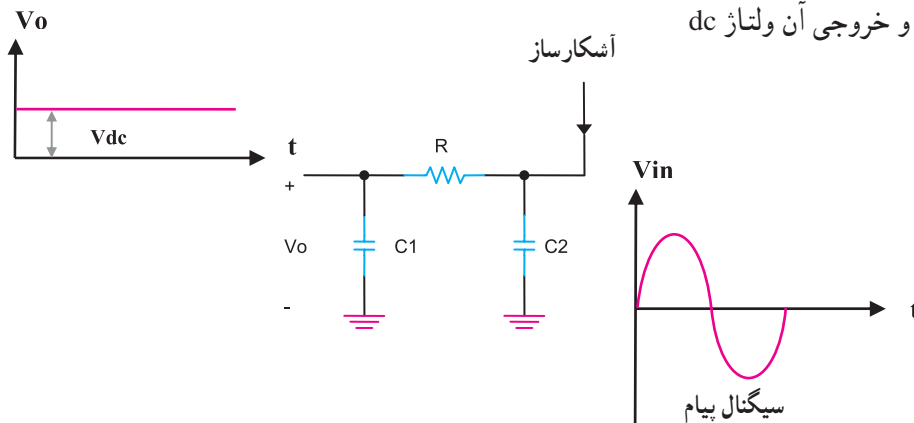 و خروجی آن ولتاژ dc
آشکارساز
Vo
Vdc
t
R
+
Vo
-
C1
C2
Vin
t
سیگنال پیام